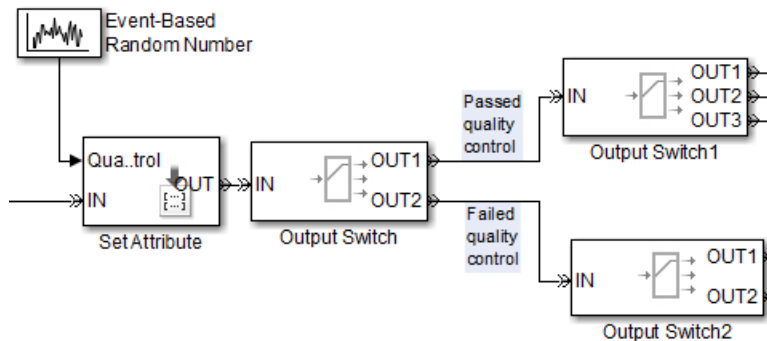 Event-Based
Random Number
Qua..trol
OUT
IN
Set Attribute
IN
OUT1
OUT2
Output Switch
Passed
quality
control
Failed
quality
control
IN
OUT1
OUT2
OUT3
Output Switch1
IN
OUT1
OUT2
Output Switch2